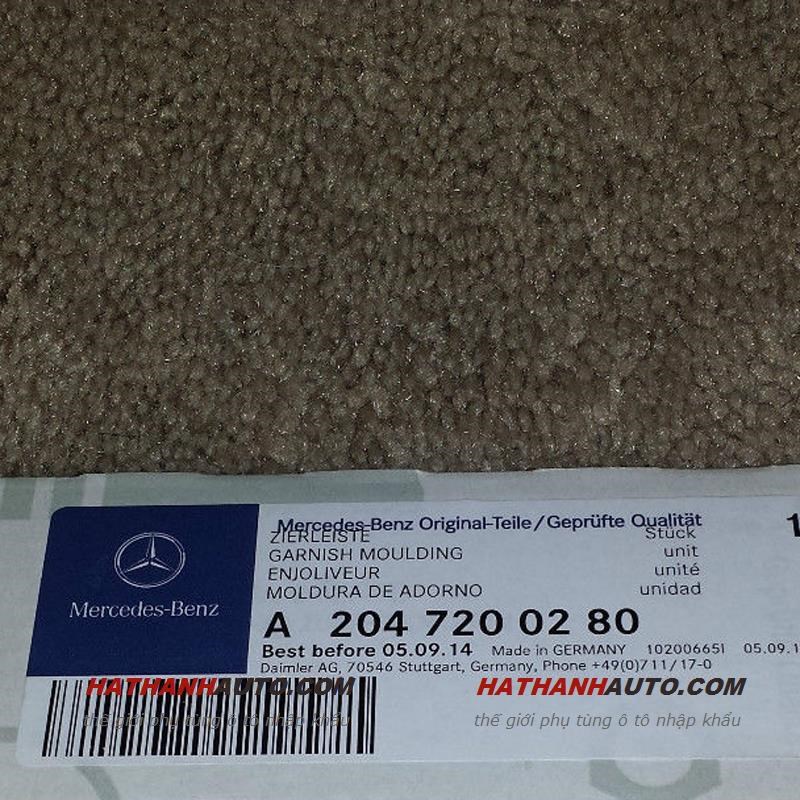 Mercedes-Benz Original-Teile/Geprüfte Qualität
ZIERLEISTE Stück 1
GARNISH MOULDING unit
ENJOLIVEUR unité
MOLDURA DE ADORNO unidad
Mercedes-Benz
A 204 720 02 80
Best before 05.09.14 Made in GERMANY 10200665I 05.09.1
Daimler AG, 70546 Stuttgart, Germany, Phone +49(0)711/17-0
HATHANHAUTO.COM HATHANHAUTO.COM
thế giới phụ tùng ô tô nhập khẩu thế giới phụ tùng ô tô nhập khẩu